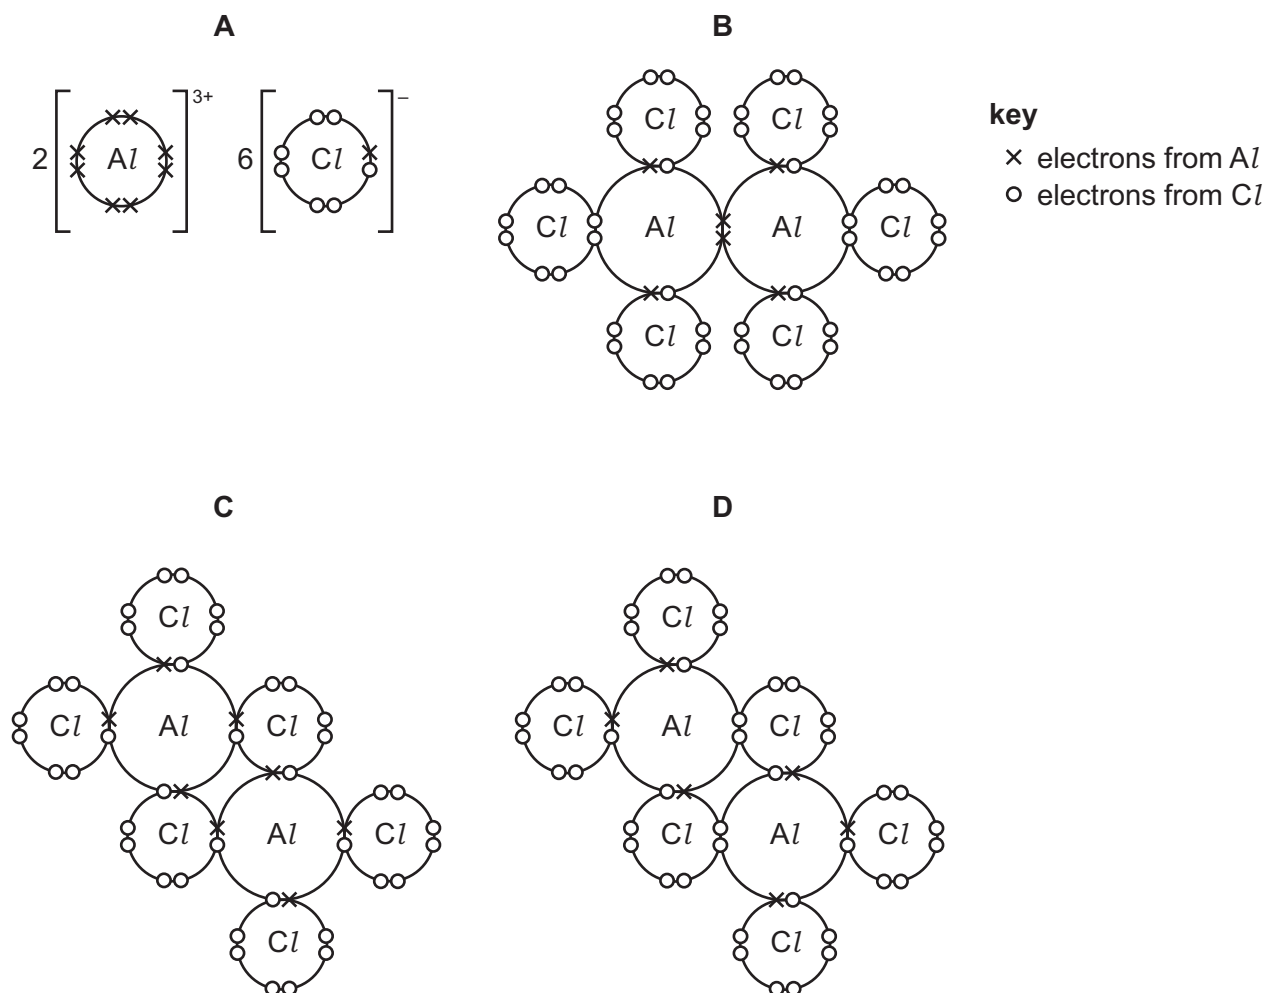 A
B
2 [ Al ] 3+ 6 [ Cl ] –
Cl Cl
Cl Al Al Cl
Cl Cl
key
× electrons from Al
○ electrons from Cl
C
D
Cl
Cl Al Cl
Cl Al Cl
Cl
Cl
Cl Al Cl
Cl Al Cl
Cl